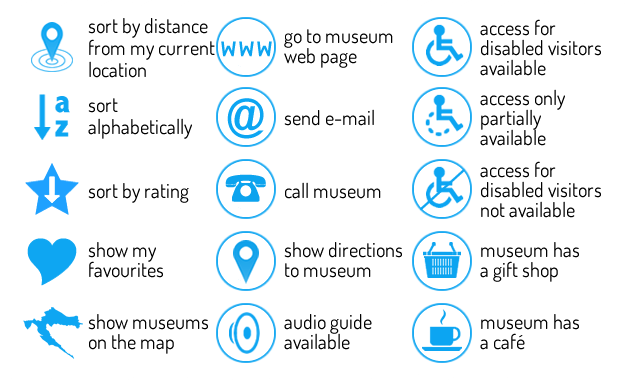 sort by distance
from my current
location
www
go to museum
web page
access for
disabled visitors
available
a
z
sort
alphabetically
@
send e-mail
access only
partially
available
sort by rating
call museum
access for
disabled visitors
not available
show my
favourites
show directions
to museum
museum has
a gift shop
show museums
on the map
audio guide
available
museum has
a café